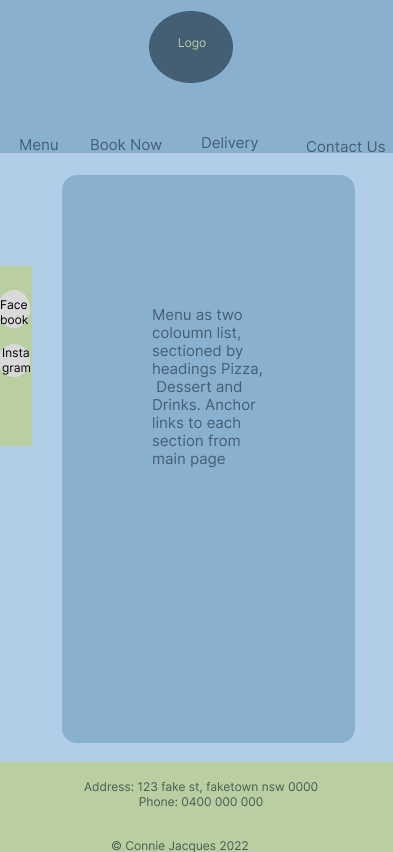 Logo
Menu Book Now Delivery Contact Us
Face
book
Insta
gram
Menu as two
coloumn list,
sectioned by
headings Pizza,
Dessert and
Drinks. Anchor
links to each
section from
main page
Address: 123 fake st, faketown nsw 0000
Phone: 0400 000 000
© Connie Jacques 2022